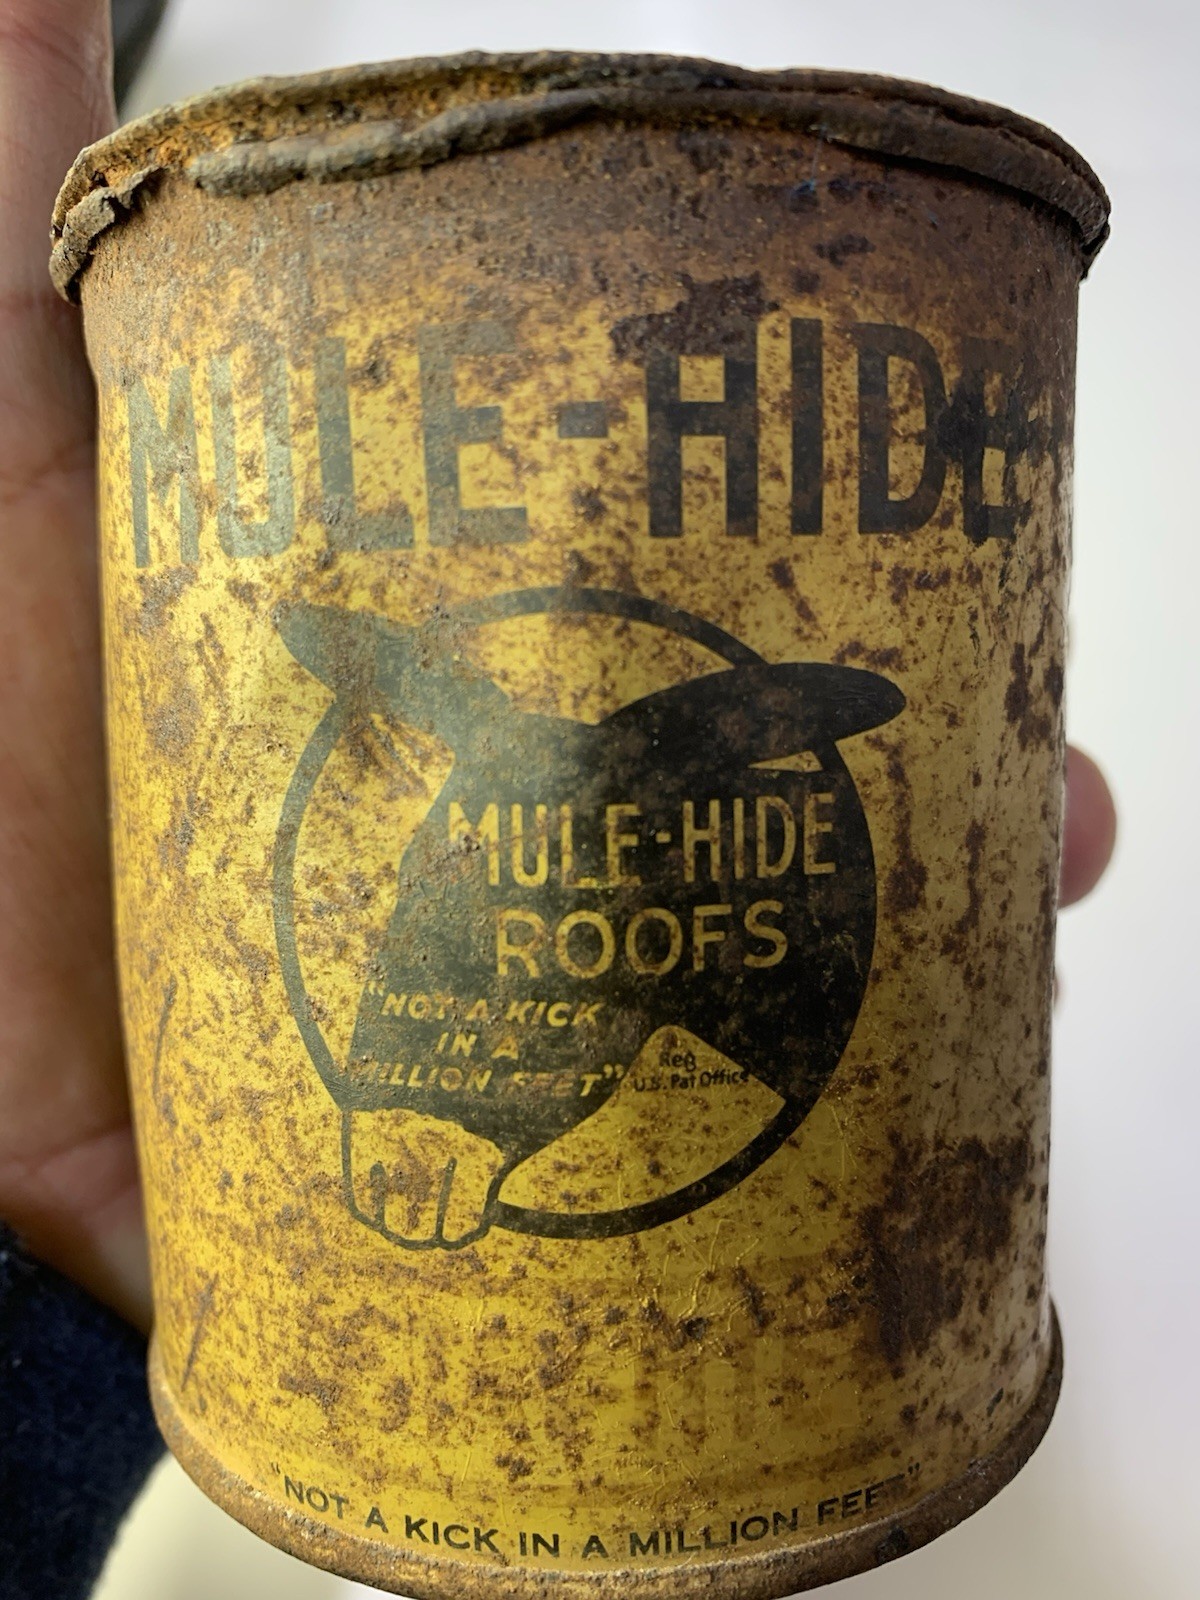 MULE-HIDE
MULE-HIDE
ROOFS
"NOT A KICK
IN A
MILLION FEET"
Reg
U.S. Pat Office
"NOT A KICK IN A MILLION FEET"